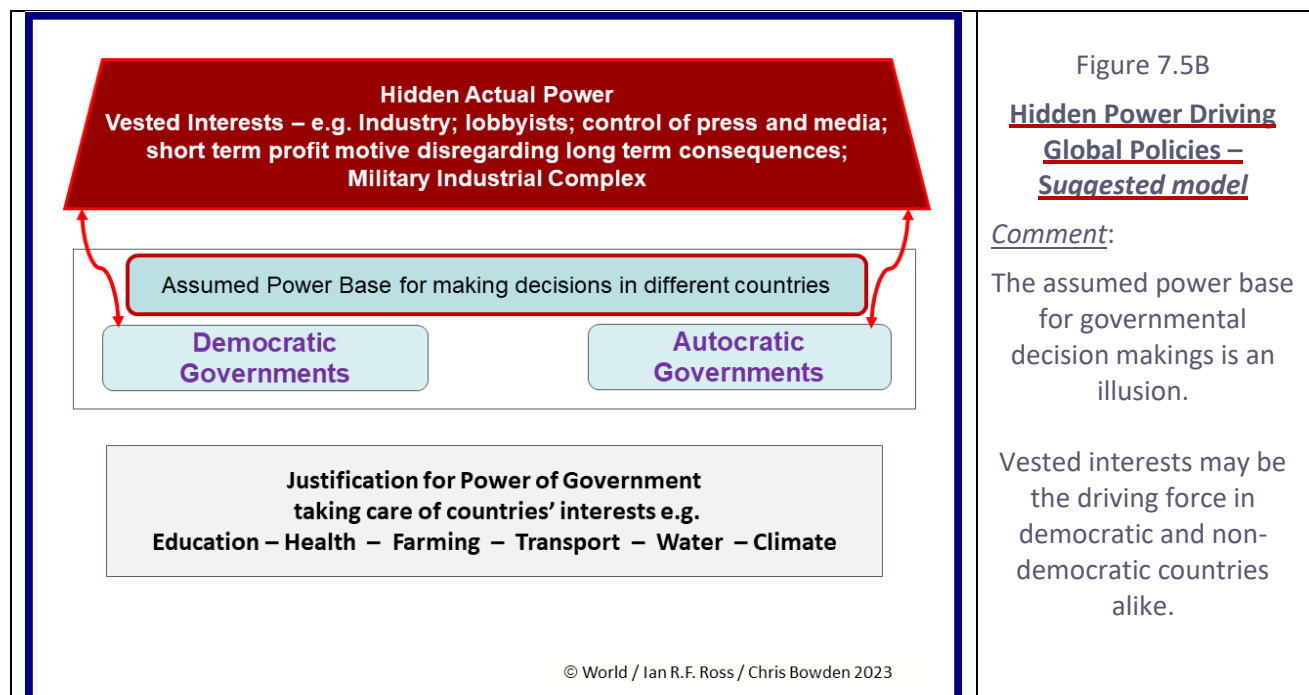 Hidden Actual Power
Vested Interests – e.g. Industry; lobbyists; control of press and media;
short term profit motive disregarding long term consequences;
Military Industrial Complex
Assumed Power Base for making decisions in different countries
Democratic
Governments
Autocratic
Governments
Justification for Power of Government
taking care of countries’ interests e.g.
Education – Health – Farming – Transport – Water – Climate
© World / Ian R.F. Ross / Chris Bowden 2023
Figure 7.5B
Hidden Power Driving
Global Policies –
Suggested model
Comment:
The assumed power base
for governmental
decision makings is an
illusion.
Vested interests may be
the driving force in
democratic and non-
democratic countries
alike.